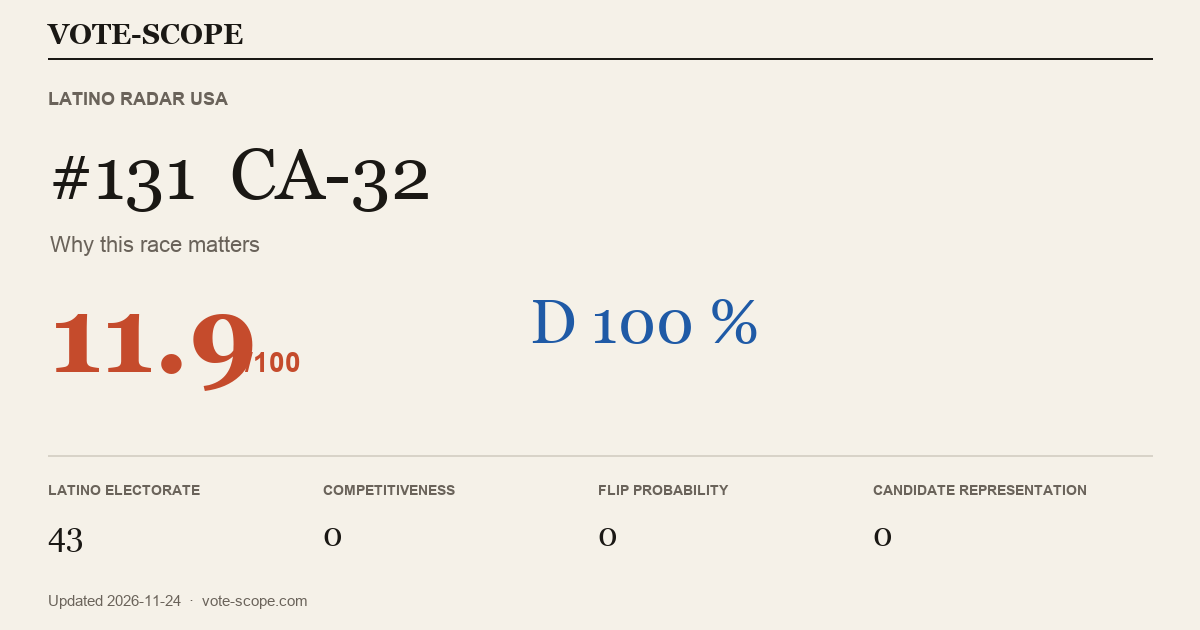 VOTE-SCOPE
LATINO RADAR USA
#131 CA-32
Why this race matters
11.9/100
D 100 %
LATINO ELECTORATE
COMPETITIVENESS
FLIP PROBABILITY
CANDIDATE REPRESENTATION
43
0
0
0
Updated 2026-11-24 · vote-scope.com